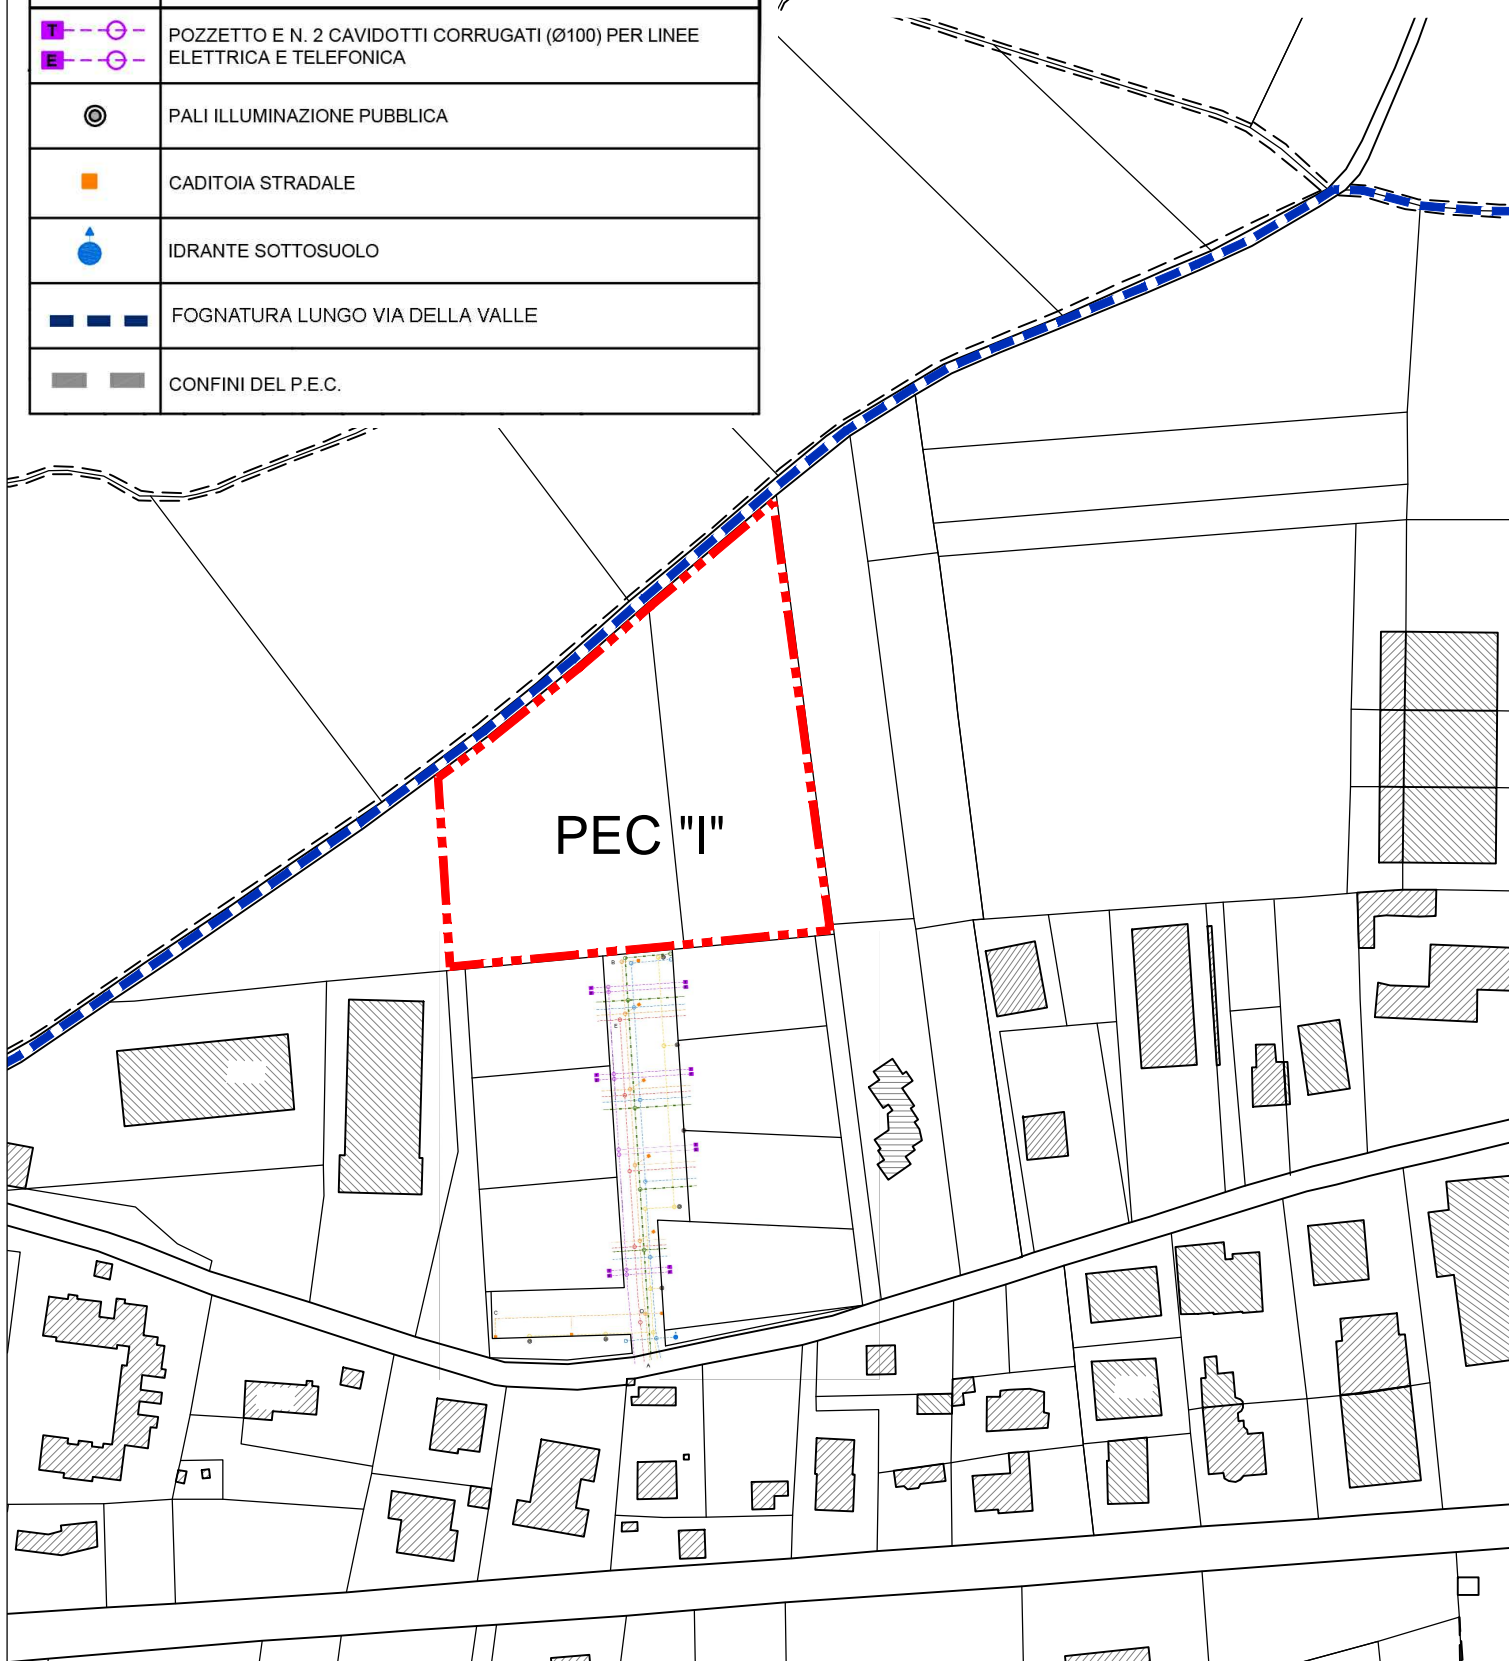 T
E
POZZETTO E N. 2 CAVIDOTTI CORRUGATI (Ø100) PER LINEE
ELETTRICA E TELEFONICA
PALI ILLUMINAZIONE PUBBLICA
CADITOIA STRADALE
IDRANTE SOTTOSUOLO
FOGNATURA LUNGO VIA DELLA VALLE
CONFINI DEL P.E.C.
PEC "I"